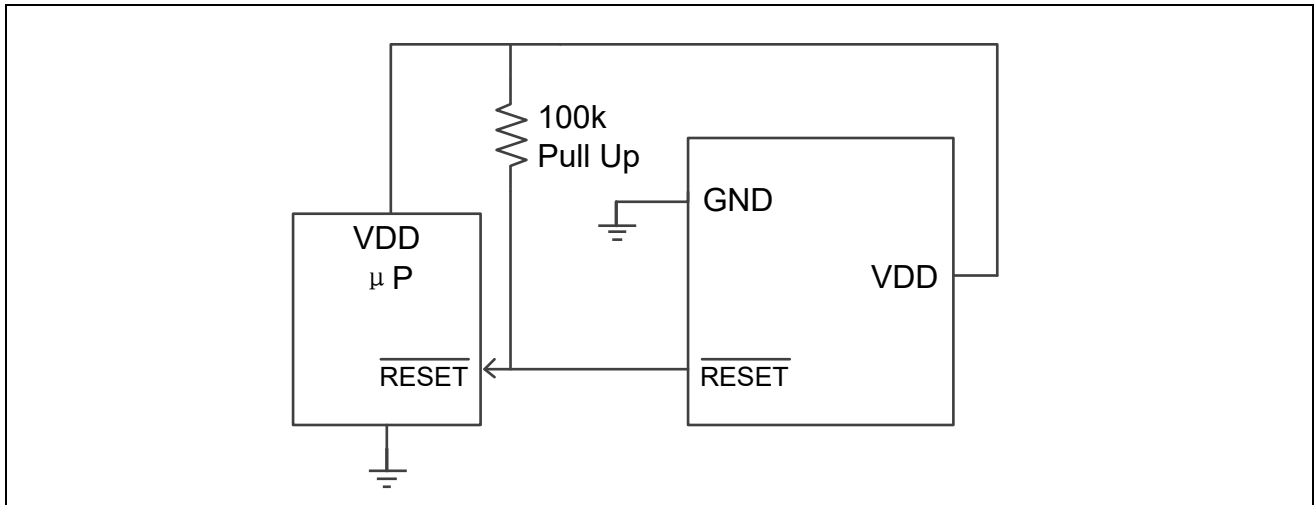 100k
Pull Up
GND
VDD
μ P
VDD
RESET
RESET